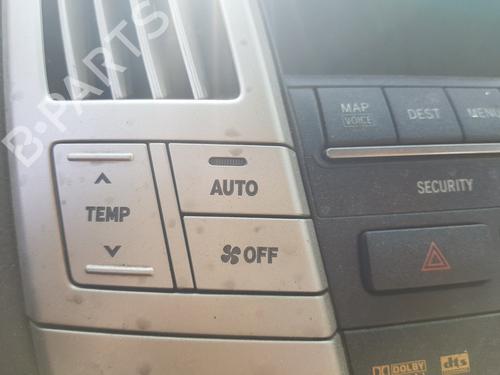 B-PARTS
MAP
VOICE
DEST
MENU
AUTO
TEMP
SECURITY
OFF
DOLBY
dts